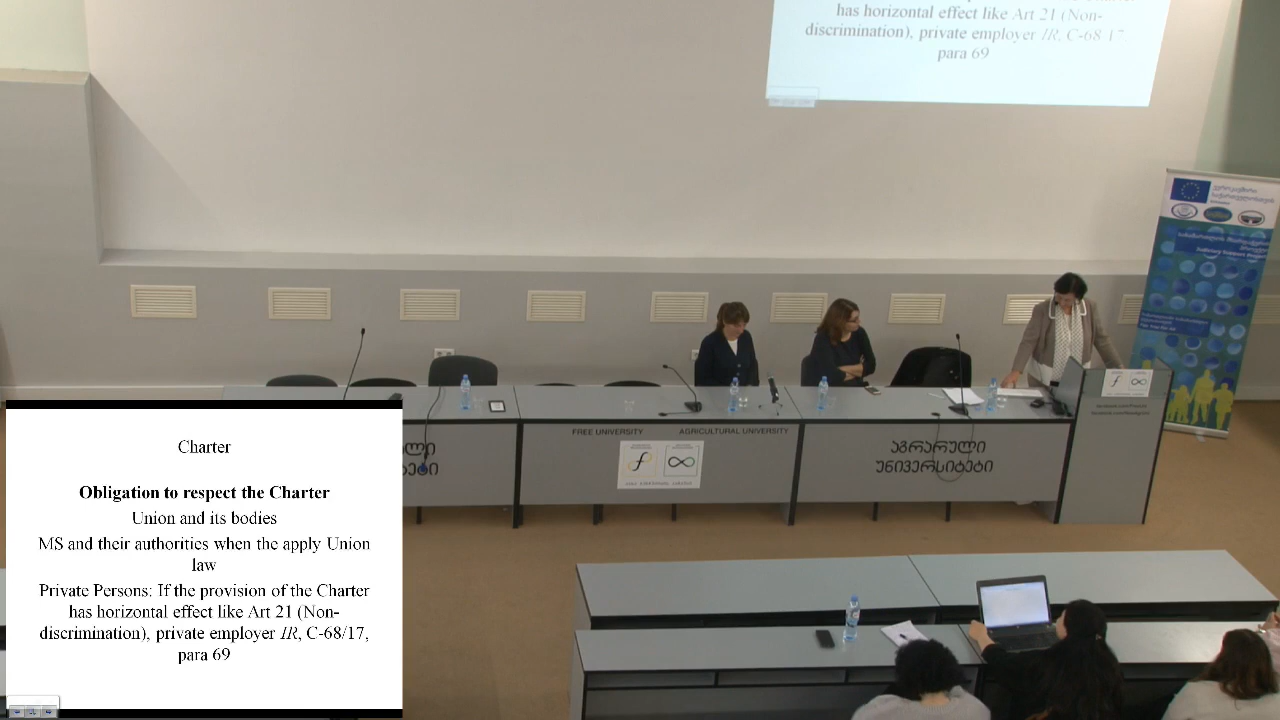 has horizontal effect like Art 21 (Non-
discrimination), private employer IR, C-68/17,
para 69
FREE UNIVERSITY
AGRICULTURAL UNIVERSITY
აგრარული
უნივერსიტეტი
Charter
Obligation to respect the Charter
Union and its bodies
MS and their authorities when the apply Union
law
Private Persons: If the provision of the Charter
has horizontal effect like Art 21 (Non-
discrimination), private employer IR, C-68/17,
para 69